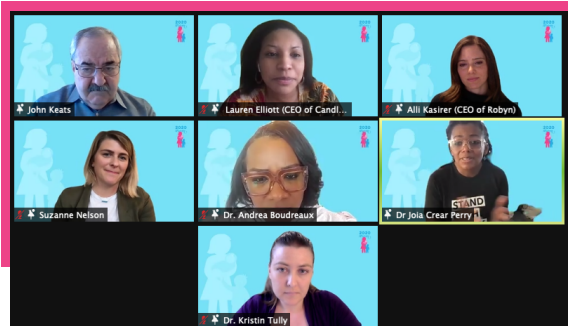 John Keats
Lauren Elliott (CEO of Candl...
Alli Kasirer (CEO of Robyn)
Suzanne Nelson
Dr. Andrea Boudreaux
Dr Joia Crear Perry
STAND
Dr. Kristin Tully